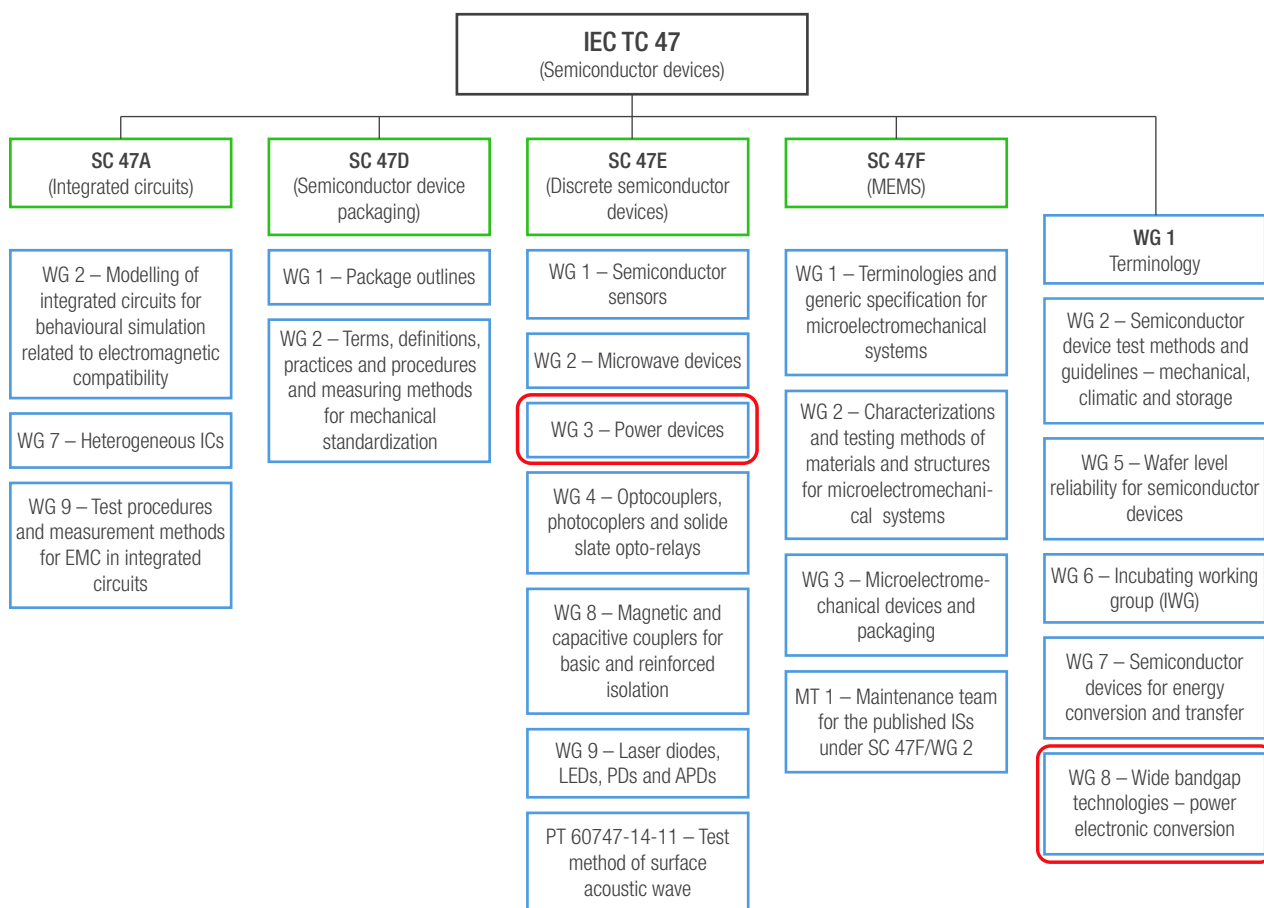 IEC TC 47
(Semiconductor devices)
SC 47A
(Integrated circuits)
WG 2 – Modelling of
integrated circuits for
behavioural simulation
related to electromagnetic
compatibility
WG 7 – Heterogeneous ICs
WG 9 – Test procedures
and measurement methods
for EMC in integrated
circuits
SC 47D
(Semiconductor device
packaging)
WG 1 – Package outlines
WG 2 – Terms, definitions,
practices and procedures
and measuring methods
for mechanical
standardization
SC 47E
(Discrete semiconductor
devices)
WG 1 – Semiconductor
sensors
WG 2 – Microwave devices
WG 3 – Power devices
WG 4 – Optocouplers,
photocoplers and solide
slate opto-relays
WG 8 – Magnetic and
capacitive couplers for
basic and reinforced
isolation
WG 9 – Laser diodes,
LEDs, PDs and APDs
PT 60747-14-11 – Test
method of surface
acoustic wave
SC 47F
(MEMS)
WG 1 – Terminologies and
generic specification for
microelectromechanical
systems
WG 2 – Characterizations
and testing methods of
materials and structures
for microelectromechani-
cal systems
WG 3 – Microelectrome-
chanical devices and
packaging
MT 1 – Maintenance team
for the published ISs
under SC 47F/WG 2
WG 1
Terminology
WG 2 – Semiconductor
device test methods and
guidelines – mechanical,
climatic and storage
WG 5 – Wafer level
reliability for semiconductor
devices
WG 6 – Incubating working
group (IWG)
WG 7 – Semiconductor
devices for energy
conversion and transfer
WG 8 – Wide bandgap
technologies – power
electronic conversion